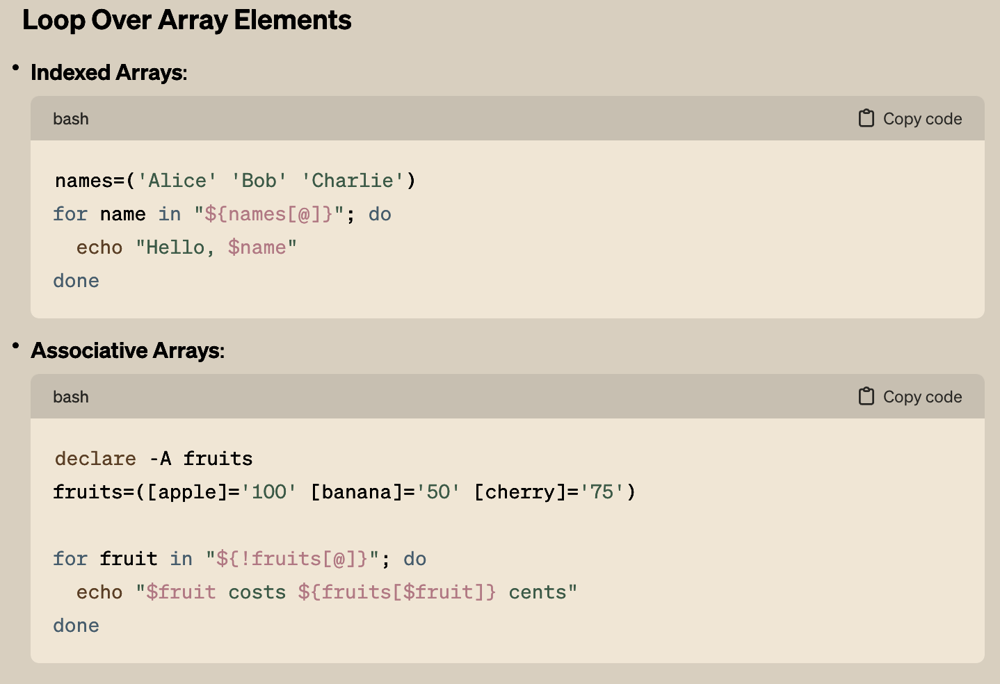 Loop Over Array Elements
• Indexed Arrays:
bash
Copy code
names=('Alice' 'Bob' 'Charlie')
for name in "${names[@]}"; do
  echo "Hello, $name"
done
• Associative Arrays:
bash
Copy code
declare -A fruits
fruits=([apple]='100' [banana]='50' [cherry]='75')

for fruit in "${!fruits[@]}"; do
  echo "$fruit costs ${fruits[$fruit]} cents"
done